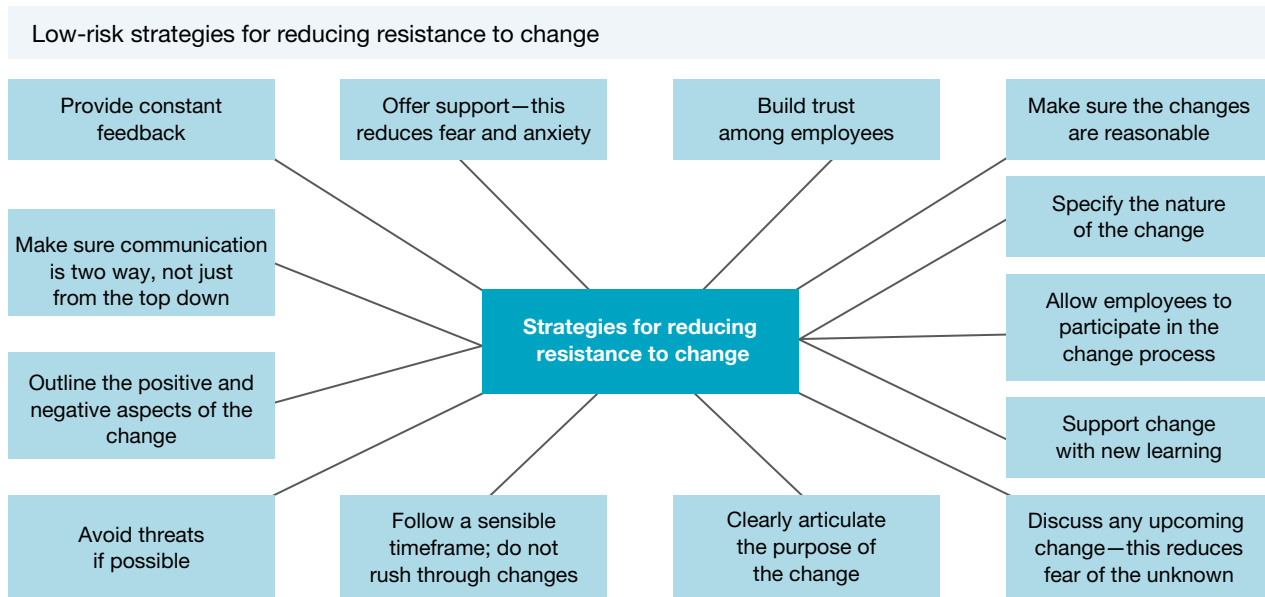 Low-risk strategies for reducing resistance to change
Provide constant
feedback
Offer support—this
reduces fear and anxiety
Build trust
among employees
Make sure the changes
are reasonable
Make sure communication
is two way, not just
from the top down
Specify the nature
of the change
Strategies for reducing
resistance to change
Allow employees to
participate in the
change process
Outline the positive and
negative aspects of the
change
Support change
with new learning
Avoid threats
if possible
Follow a sensible
timeframe; do not
rush through changes
Clearly articulate
the purpose of
the change
Discuss any upcoming
change—this reduces
fear of the unknown